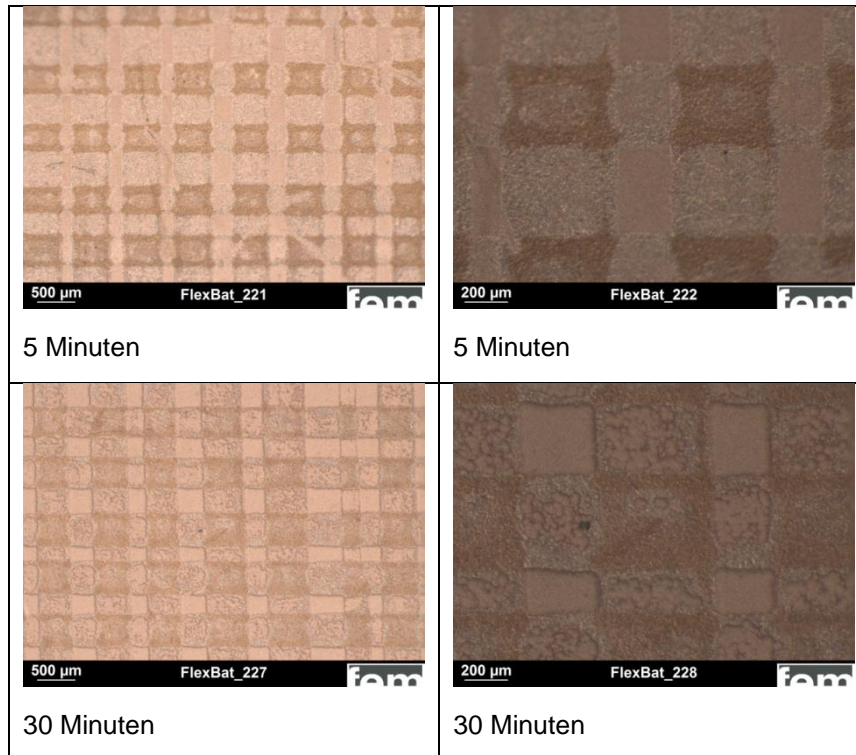 500 µm FlexBat_221 fem
200 µm FlexBat_222 fem
5 Minuten
5 Minuten
500 µm FlexBat_227 fem
200 µm FlexBat_228 fem
30 Minuten
30 Minuten